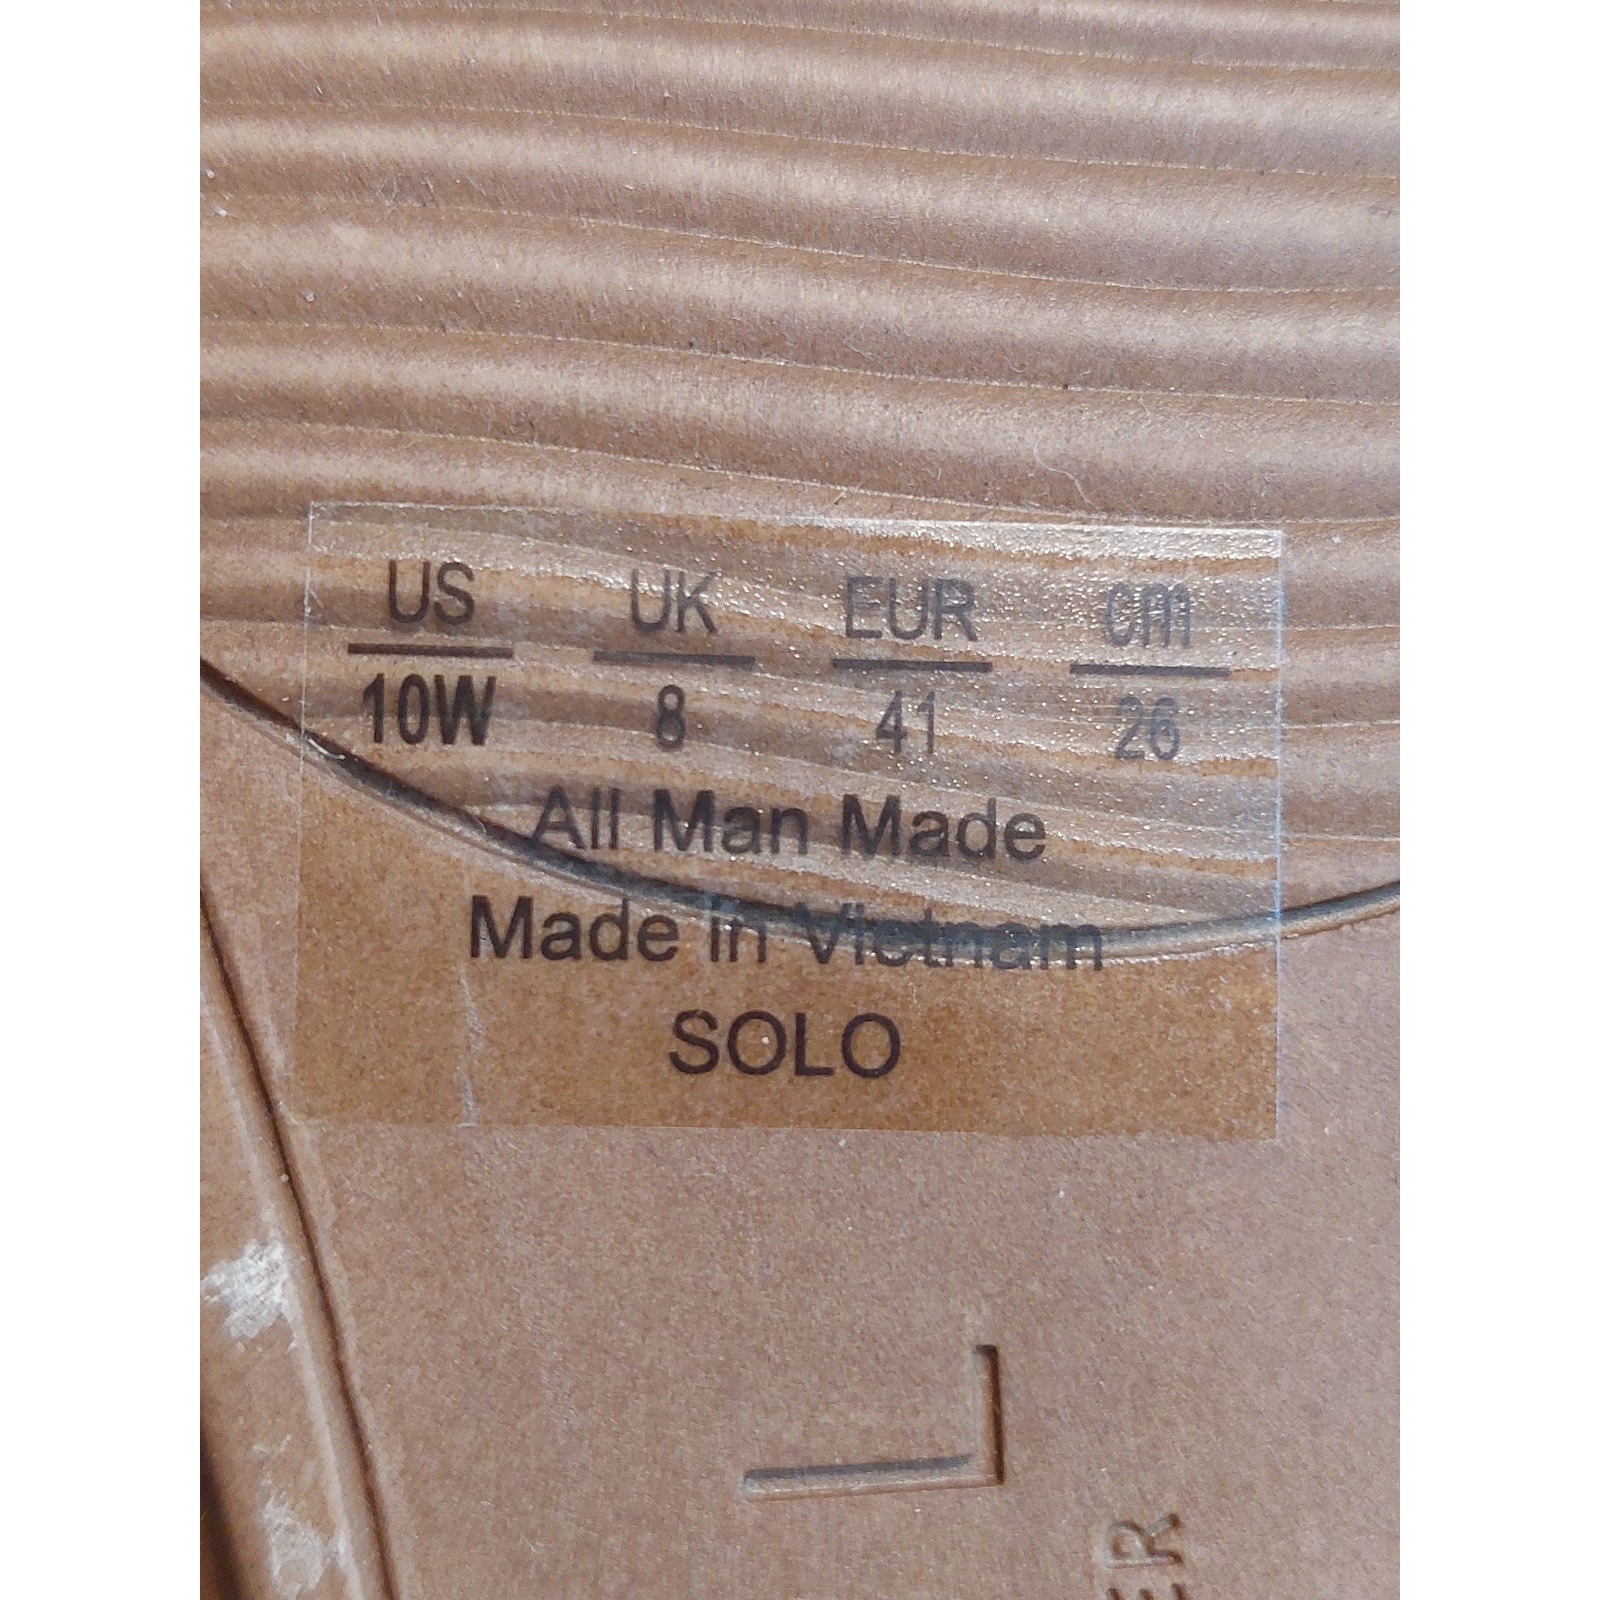 US UK EUR cm
10W 8 41 26
All Man Made
Made in Vietnam
SOLO
L